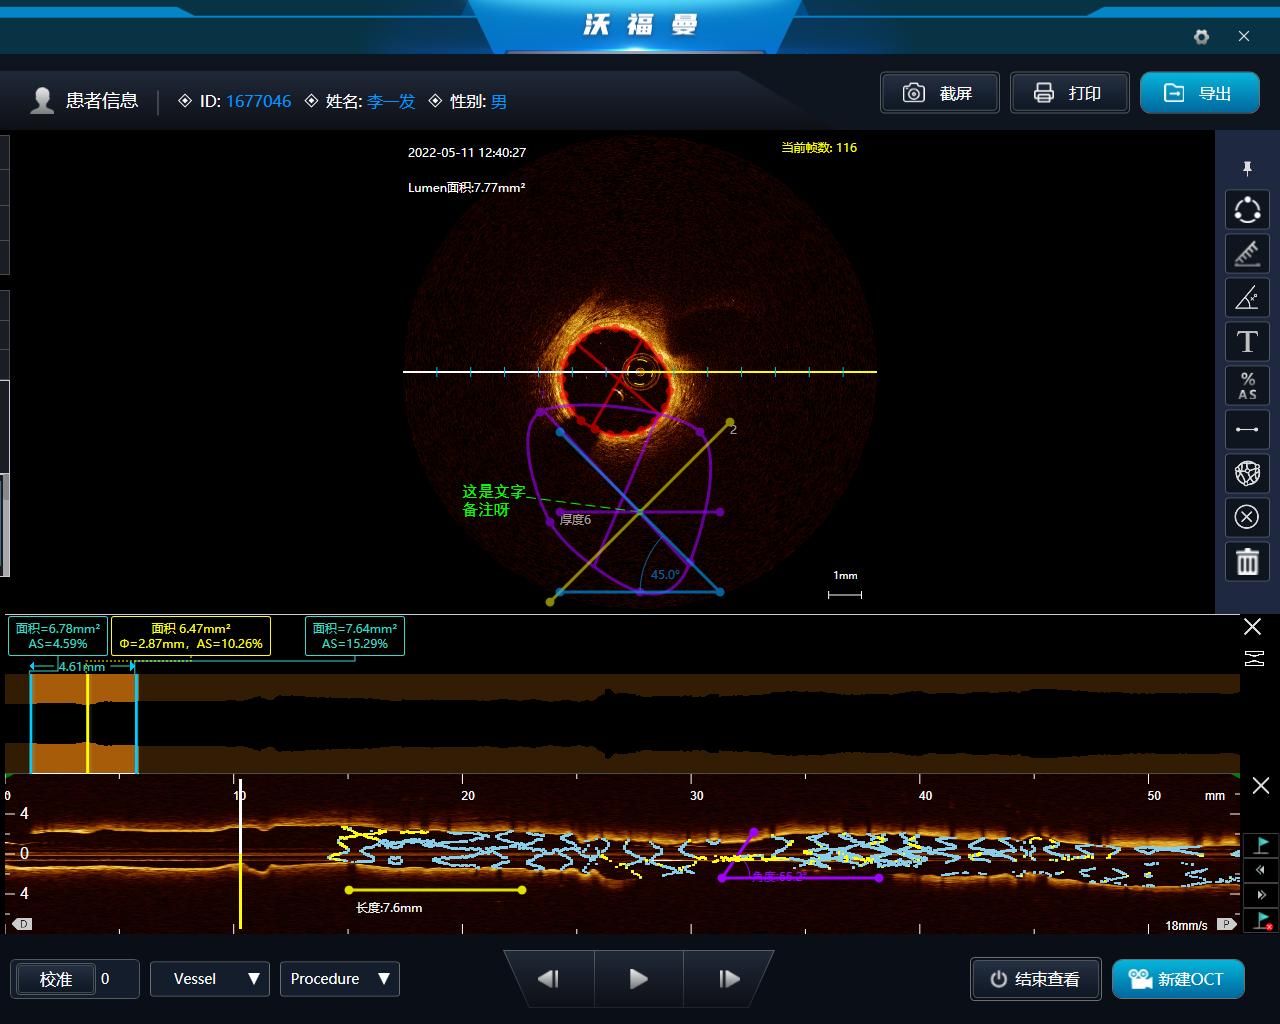 沃 福 曼
患者信息 ID: 1677046 姓名: 李一发 性别: 男
截屏 打印 导出
2022-05-11 12:40:27
当前帧数: 116
Lumen面积:7.77mm²
T
%
AS
2
这是文字
备注呀
厚度6
45.0°
1mm
面积=6.78mm²
AS=4.59%
面积 6.47mm²
Φ=2.87mm，AS=10.26%
面积=7.64mm²
AS=15.29%
4.61mm
0 10 20 30 40 50 mm
4
0
4
长度:7.6mm
D
18mm/s P
校准 0 Vessel Procedure
结束查看 新建OCT